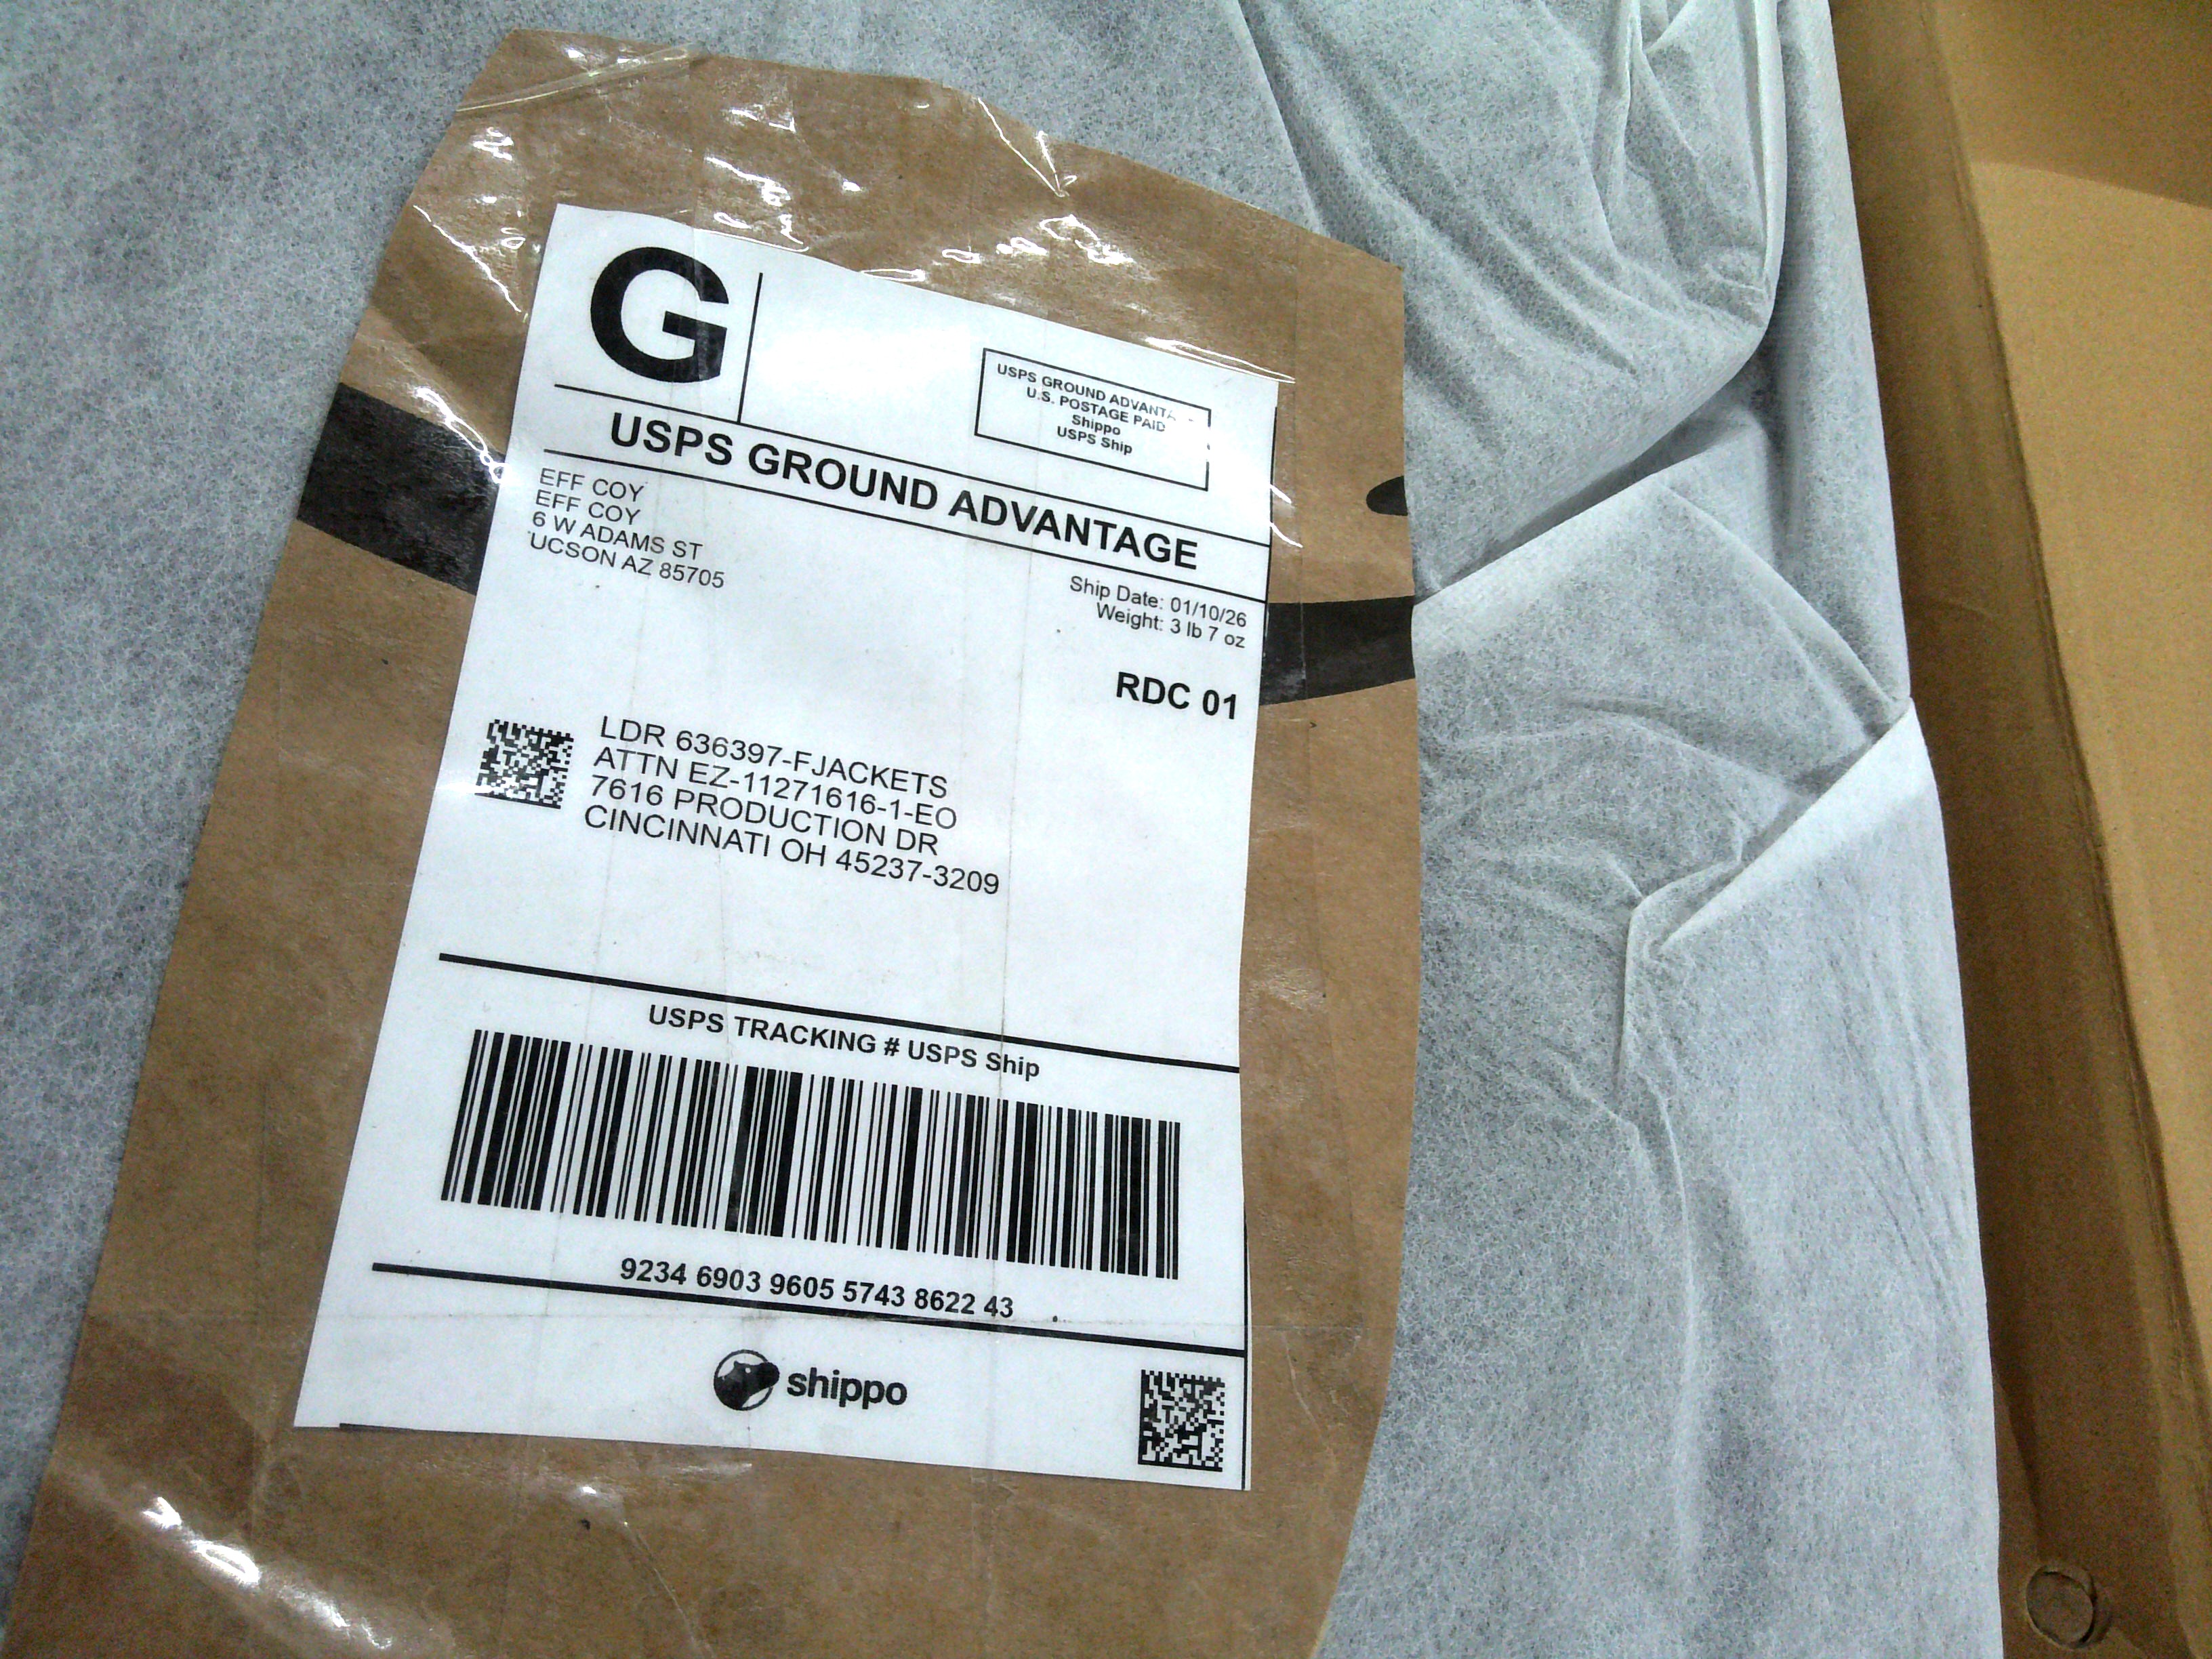 G
USPS GROUND ADVANTA
U.S. POSTAGE PAID
Shippo
USPS Ship
USPS GROUND ADVANTAGE
EFF COY
EFF COY
6 W ADAMS ST
UCSON AZ 85705
Ship Date: 01/10/26
Weight: 3 lb 7 oz
RDC 01
LDR 636397-FJACKETS
ATTN EZ-11271616-1-EO
7616 PRODUCTION DR
CINCINNATI OH 45237-3209
USPS TRACKING # USPS Ship
9234 6903 9605 5743 8622 43
shippo